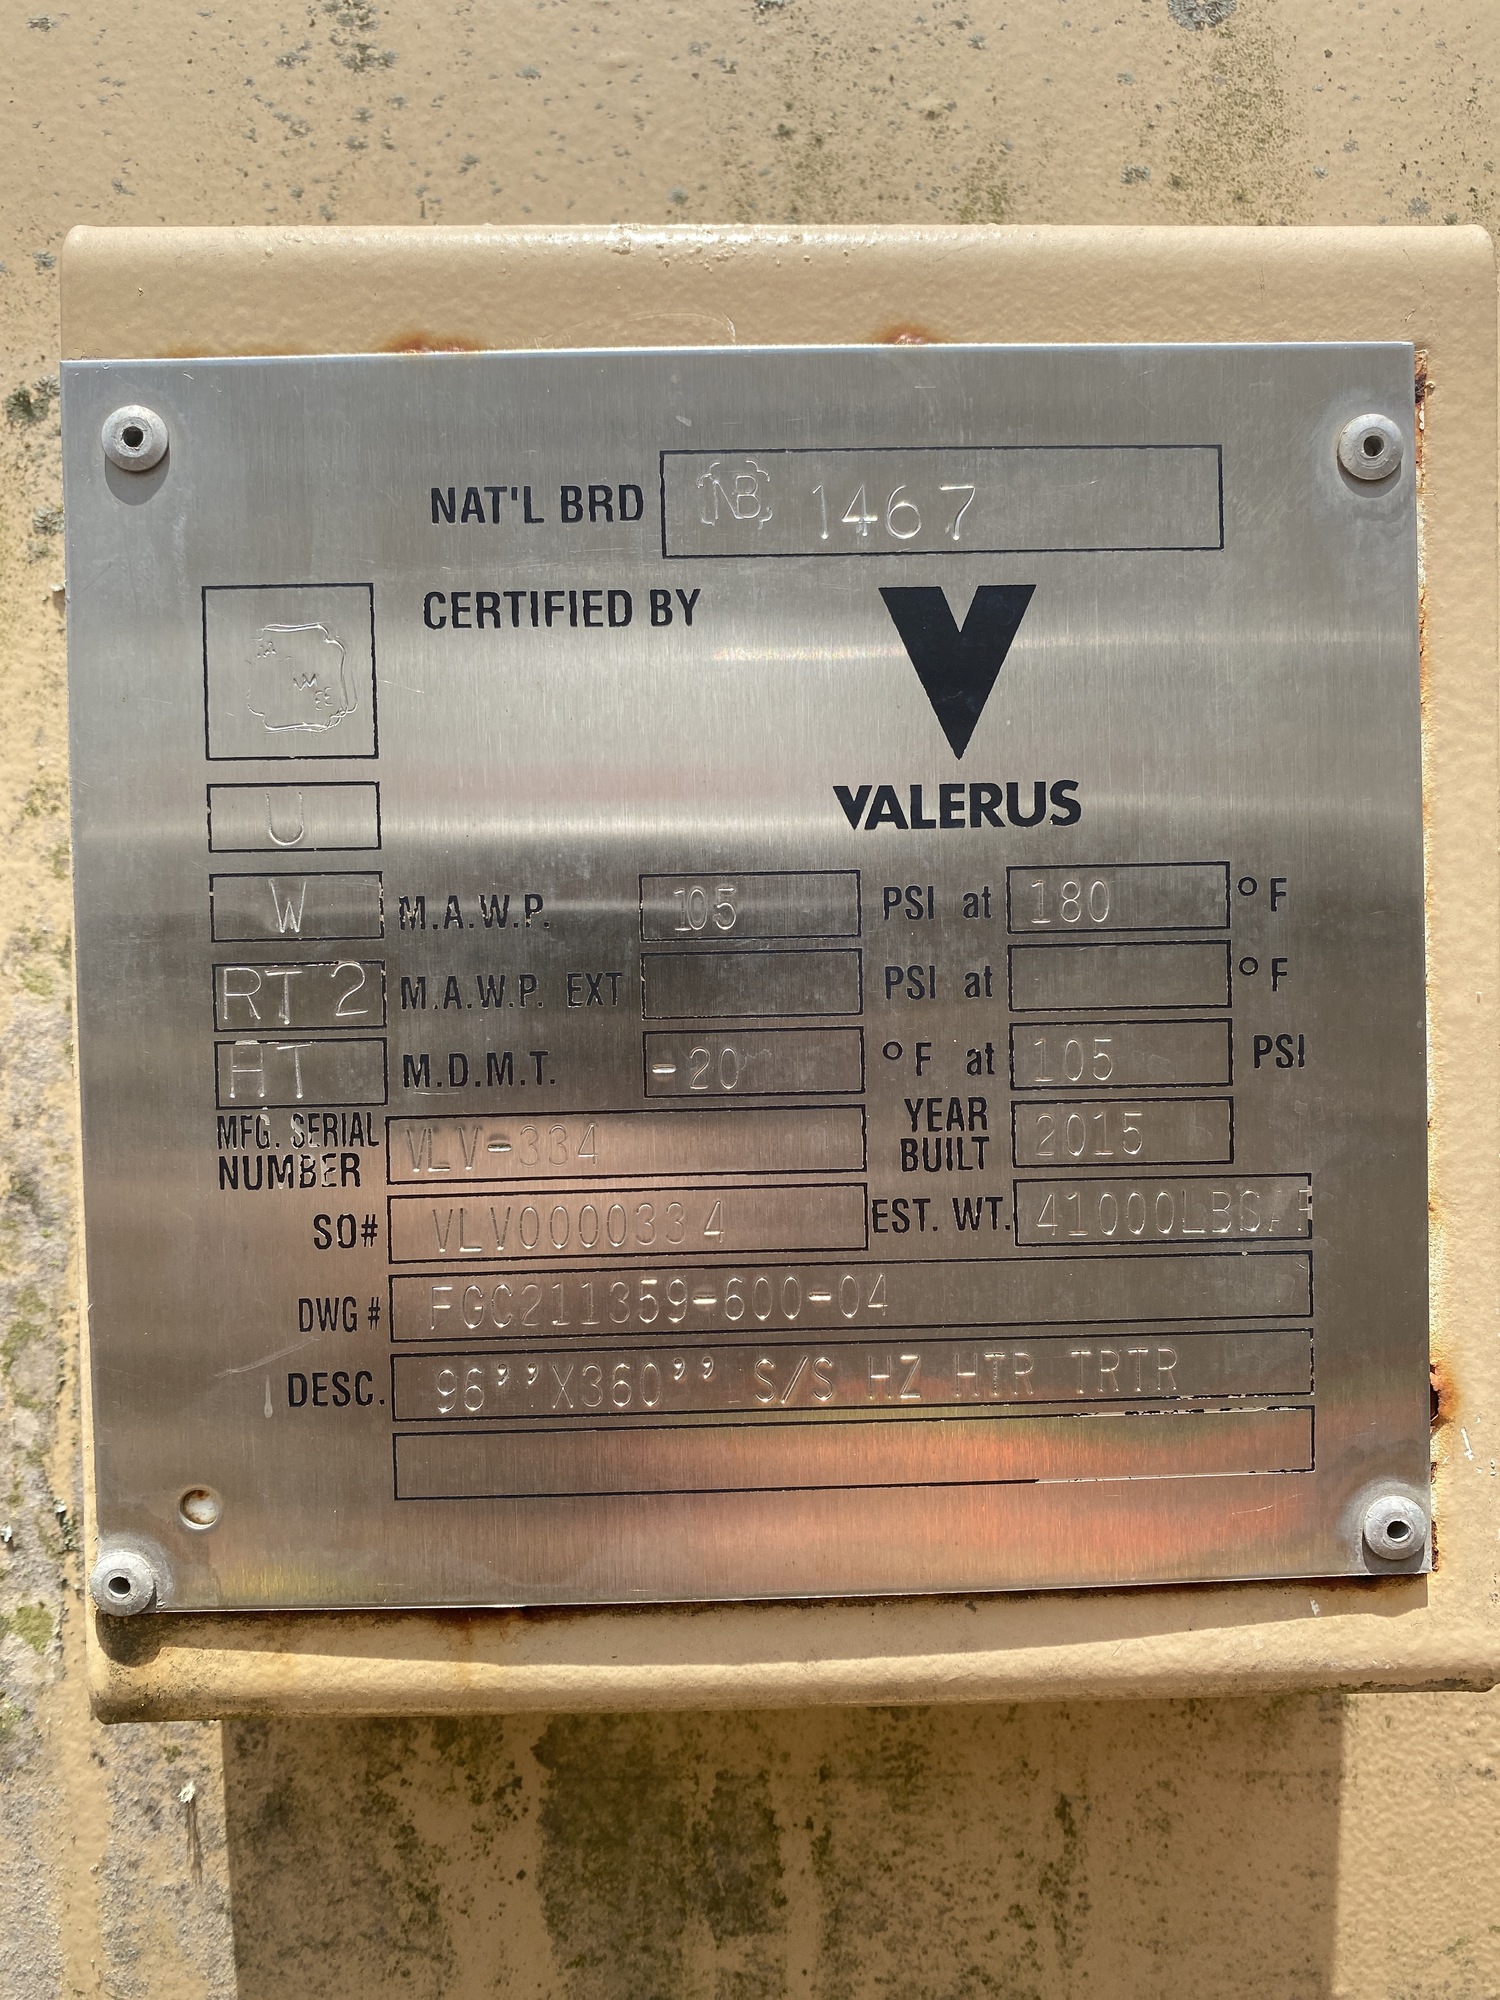 NAT'L BRD NB 1467
CERTIFIED BY
VALERUS
U
W M.A.W.P. 105 PSI at 180 °F
RT 2 M.A.W.P. EXT PSI at °F
HT M.D.M.T. -20 °F at 105 PSI
MFG. SERIAL NUMBER VLV-334 YEAR BUILT 2015
SO# VLV0000334 EST. WT. 41000LBS
DWG # FGC211359-600-04
DESC. 96''X360'' S/S HZ HTR TRTR